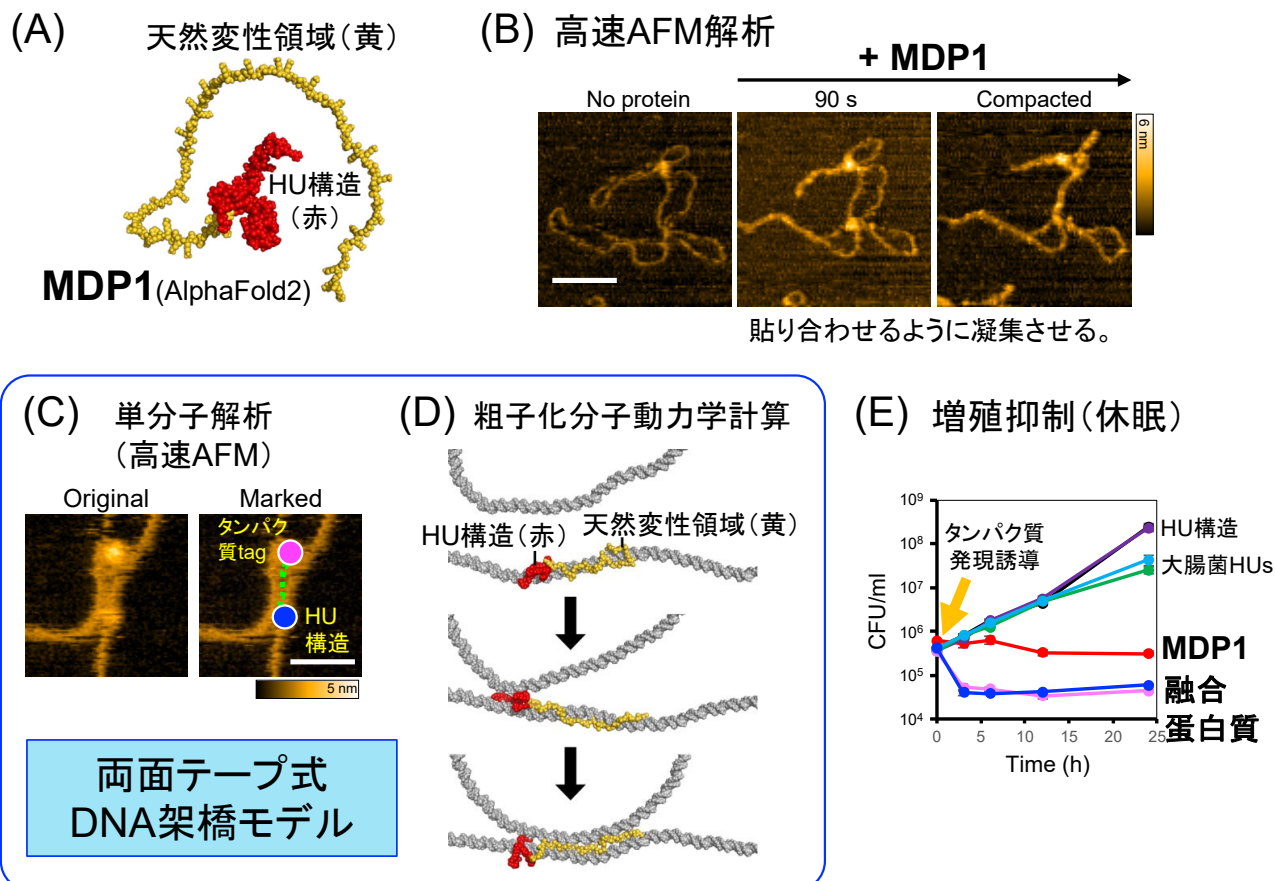 (A)
天然変性領域(黄)
HU構造
(赤)
MDP1(AlphaFold2)
(B) 高速AFM解析
+ MDP1
No protein
90 s
Compacted
6 nm
貼り合わせるように凝集させる。
(C) 単分子解析
(高速AFM)
Original
Marked
タンパク
質tag
HU
構造
5 nm
両面テープ式
DNA架橋モデル
(D) 粗子化分子動力学計算
HU構造(赤)
天然変性領域(黄)
(E) 増殖抑制(休眠)
CFU/ml
10⁹
10⁸
10⁷
10⁶
10⁵
10⁴
タンパク質
発現誘導
HU構造
大腸菌HUs
MDP1
融合
蛋白質
0 5 10 15 20 25
Time (h)